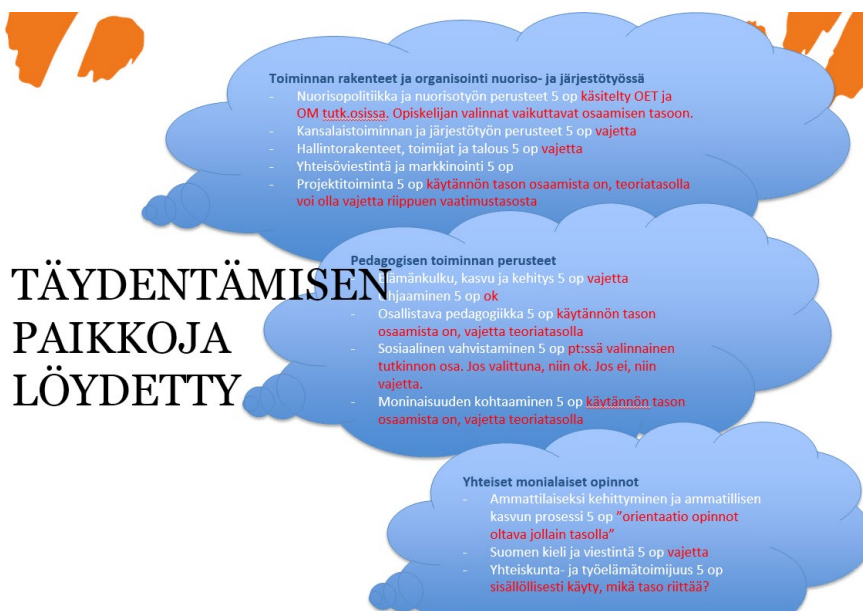 Toiminnan rakenteet ja organisointi nuoriso- ja järjestötyössä
- Nuorisopolitiikka ja nuorisotyön perusteet 5 op käsitelty OET ja
OM tutk.osissa. Opiskelijan valinnat vaikuttavat osaamisen tasoon.
- Kansalaistoiminnan ja järjestötyön perusteet 5 op vajetta
- Hallintorakenteet, toimijat ja talous 5 op vajetta
- Yhteisöviestintä ja markkinointi 5 op
- Projektitoiminta 5 op käytännön tason osaamista on, teoriatasolla
voi olla vajetta riippuen vaatimustasosta
TÄYDENTÄMISEN
PAIKKOJA
LÖYDETTY
Pedagogisen toiminnan perusteet
- Elämänkulku, kasvu ja kehitys 5 op vajetta
- Ohjaaminen 5 op ok
- Osallistava pedagogiikka 5 op käytännön tason
osaamista on, vajetta teoriatasolla
- Sosiaalinen vahvistaminen 5 op pt:ssä valinnainen
tutkinnon osa. Jos valittuna, niin ok. Jos ei, niin
vajetta.
- Moninaisuuden kohtaaminen 5 op käytännön tason
osaamista on, vajetta teoriatasolla
Yhteiset monialaiset opinnot
- Ammattilaiseksi kehittyminen ja ammatillisen
kasvun prosessi 5 op ”orientaatio opinnot
oltava jollain tasolla”
- Suomen kieli ja viestintä 5 op vajetta
- Yhteiskunta- ja työelämätoimijuus 5 op
sisällöllisesti käyty, mikä taso riittää?